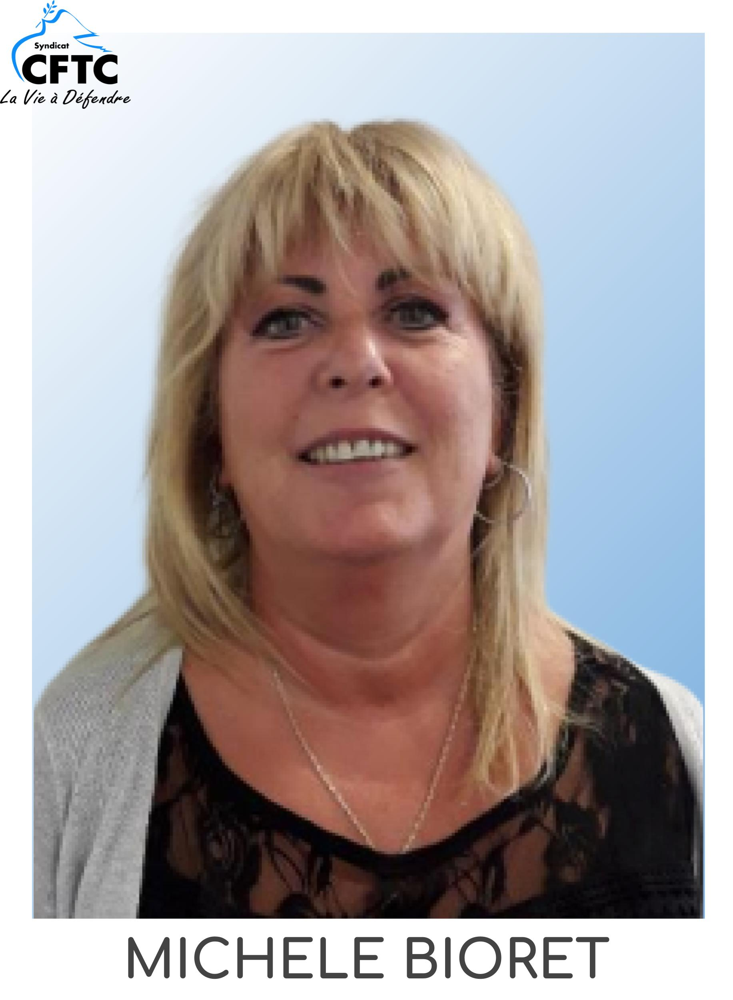 Syndicat
CFTC
La Vie à Défendre
MICHELE BIORET